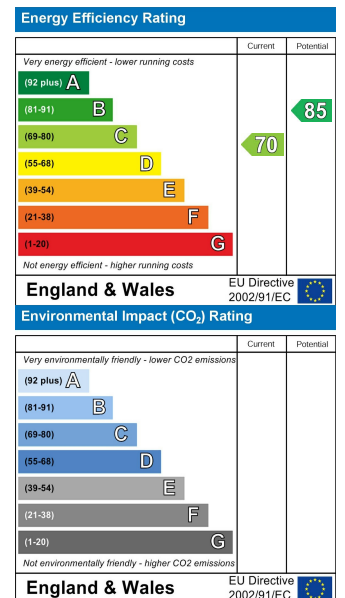 Energy Efficiency Rating
Current Potential
Very energy efficient - lower running costs
(92 plus) A
(81-91) B
85
(69-80) C
70
(55-68) D
(39-54) E
(21-38) F
(1-20) G
Not energy efficient - higher running costs
England & Wales
EU Directive
2002/91/EC
Environmental Impact (CO₂) Rating
Current Potential
Very environmentally friendly - lower CO2 emissions
(92 plus) A
(81-91) B
(69-80) C
(55-68) D
(39-54) E
(21-38) F
(1-20) G
Not environmentally friendly - higher CO2 emissions
England & Wales
EU Directive
2002/91/EC